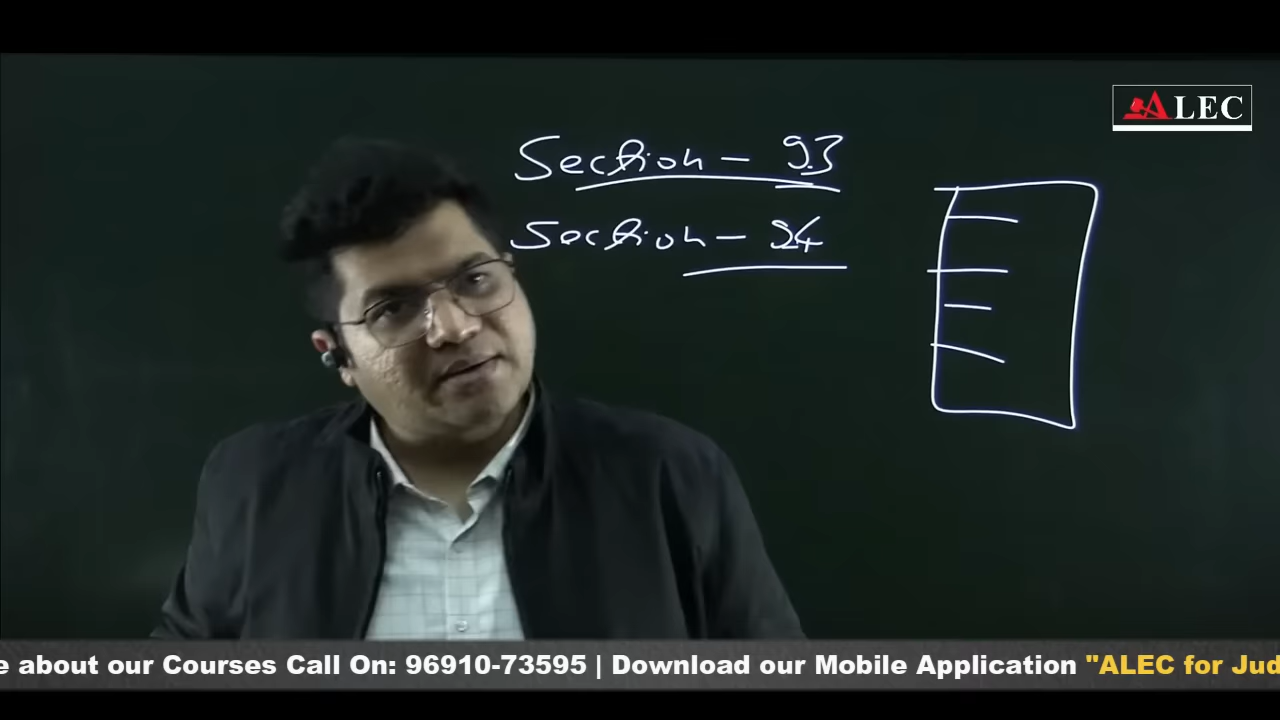 ALEC
Section - 93
Section - 94
e about our Courses Call On: 96910-73595 | Download our Mobile Application "ALEC for Jud